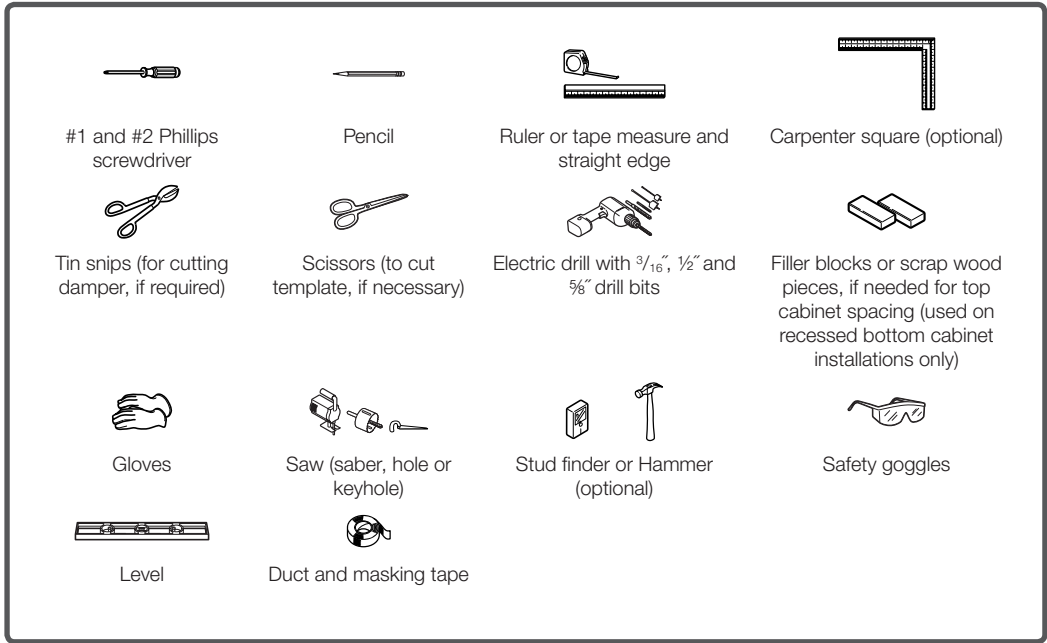 #1 and #2 Phillips
screwdriver
Pencil
Ruler or tape measure and
straight edge
Carpenter square (optional)
Tin snips (for cutting
damper, if required)
Scissors (to cut
template, if necessary)
Electric drill with 3/16˝, ½˝ and
⅝˝ drill bits
Filler blocks or scrap wood
pieces, if needed for top
cabinet spacing (used on
recessed bottom cabinet
installations only)
Gloves
Saw (saber, hole or
keyhole)
Stud finder or Hammer
(optional)
Safety goggles
Level
Duct and masking tape